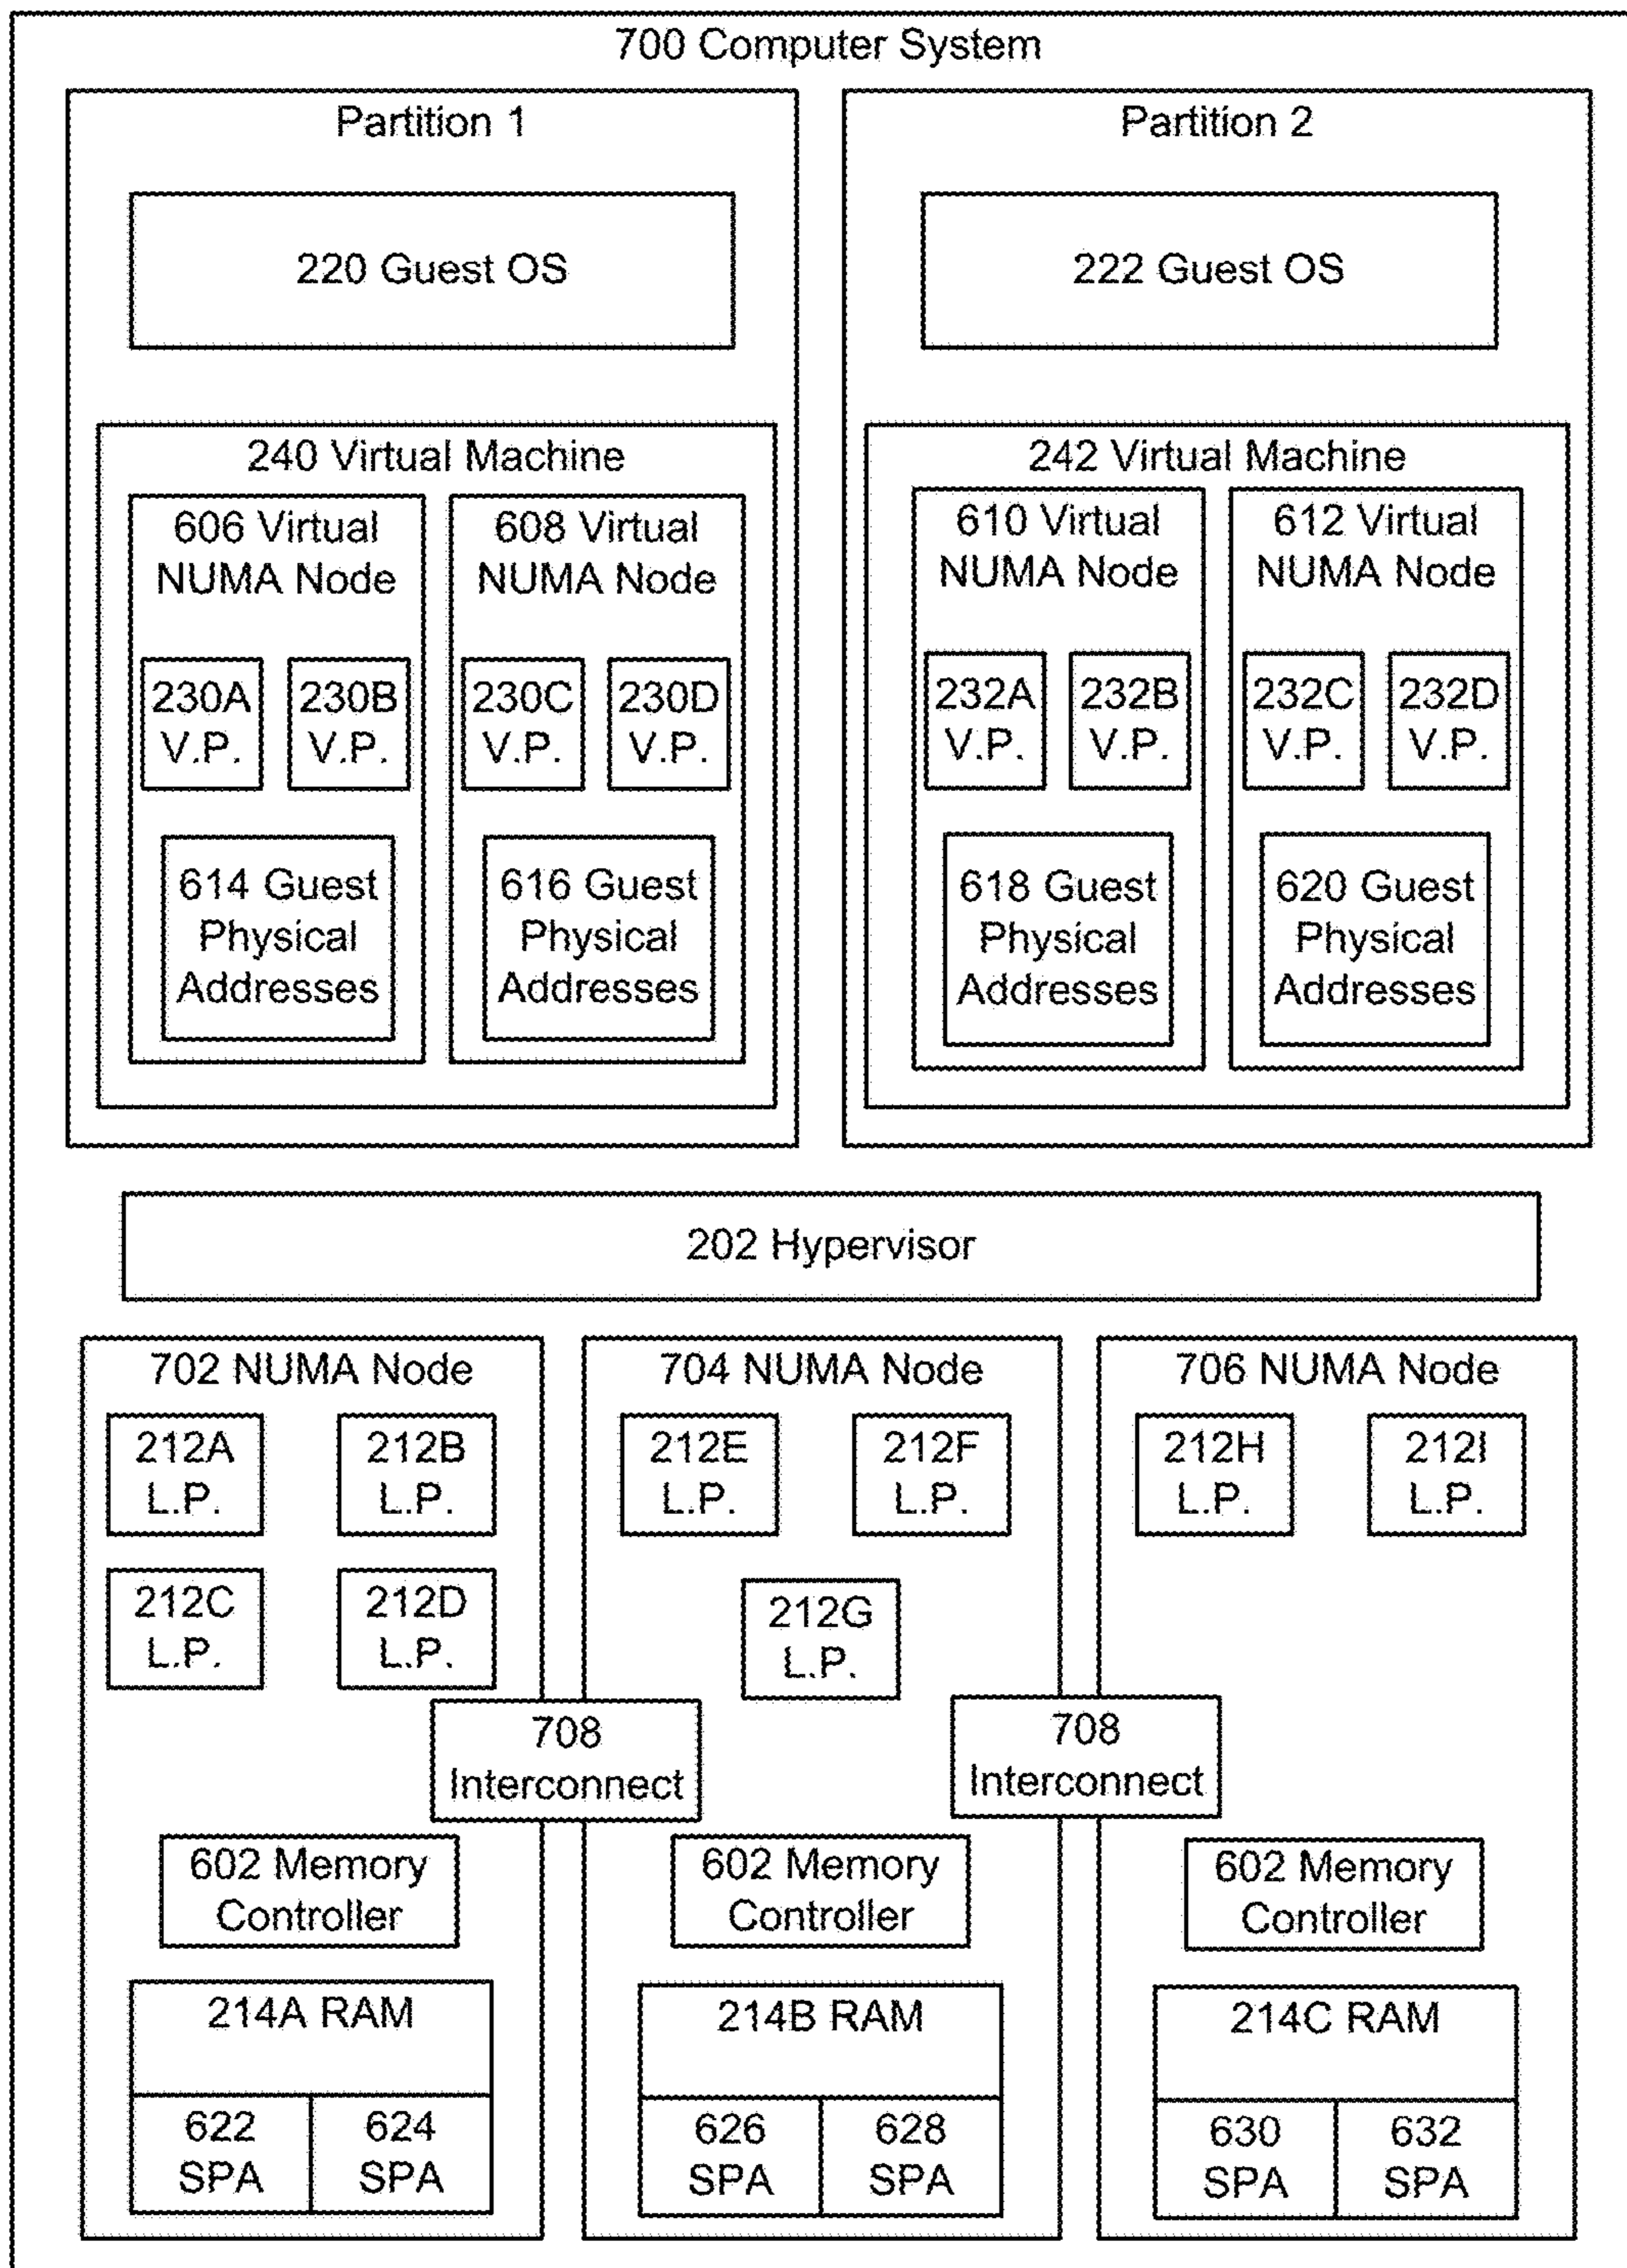 700 Computer System
Partition 1
220 Guest OS
240 Virtual Machine
606 Virtual
NUMA Node
230A
V.P.
230B
V.P.
614 Guest
Physical
Addresses
608 Virtual
NUMA Node
230C
V.P.
230D
V.P.
616 Guest
Physical
Addresses
Partition 2
222 Guest OS
242 Virtual Machine
610 Virtual
NUMA Node
232A
V.P.
232B
V.P.
618 Guest
Physical
Addresses
612 Virtual
NUMA Node
232C
V.P.
232D
V.P.
620 Guest
Physical
Addresses
202 Hypervisor
702 NUMA Node
212A
L.P.
212B
L.P.
212C
L.P.
212D
L.P.
708
Interconnect
602 Memory
Controller
214A RAM
622
SPA
624
SPA
704 NUMA Node
212E
L.P.
212F
L.P.
212G
L.P.
708
Interconnect
602 Memory
Controller
214B RAM
626
SPA
628
SPA
706 NUMA Node
212H
L.P.
212I
L.P.
602 Memory
Controller
214C RAM
630
SPA
632
SPA